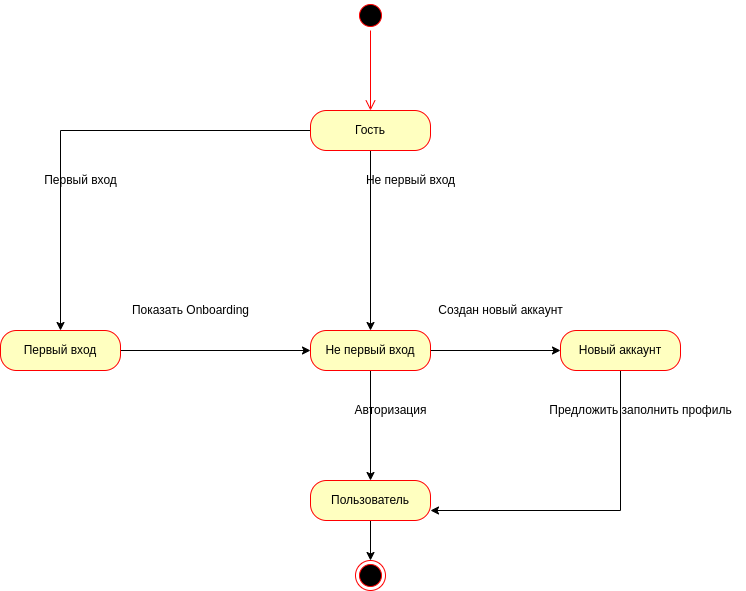 Гость
Первый вход
Не первый вход
Показать Onboarding
Создан новый аккаунт
Первый вход
Не первый вход
Новый аккаунт
Авторизация
Предложить заполнить профиль
Пользователь